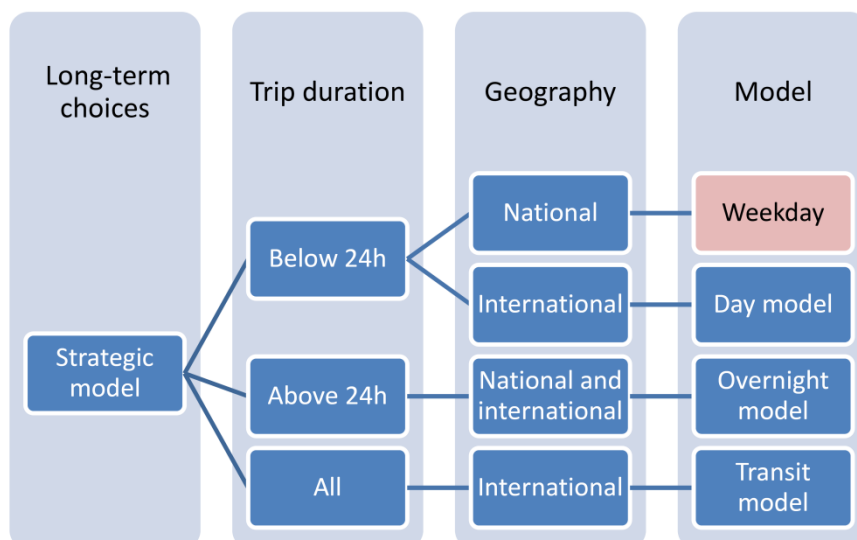 Long-term
choices
Trip duration
Geography
Model
National
Weekday
Below 24h
International
Day model
Strategic
model
Above 24h
National and
international
Overnight
model
All
International
Transit
model